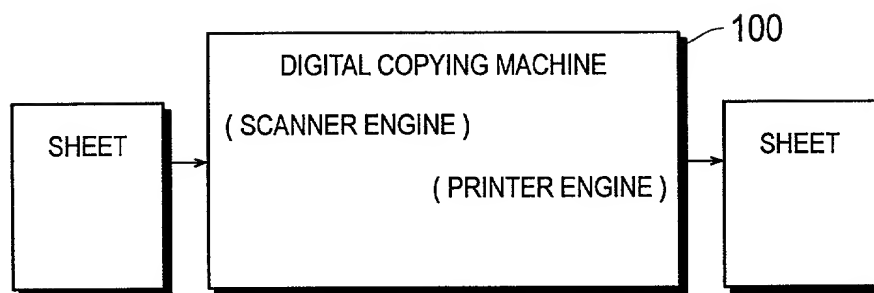 100
DIGITAL COPYING MACHINE
SHEET
( SCANNER ENGINE )
SHEET
( PRINTER ENGINE )